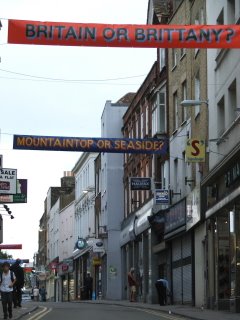 BRITAIN OR BRITTANY?
MOUNTAINTOP OR SEASIDE?
SALE
S